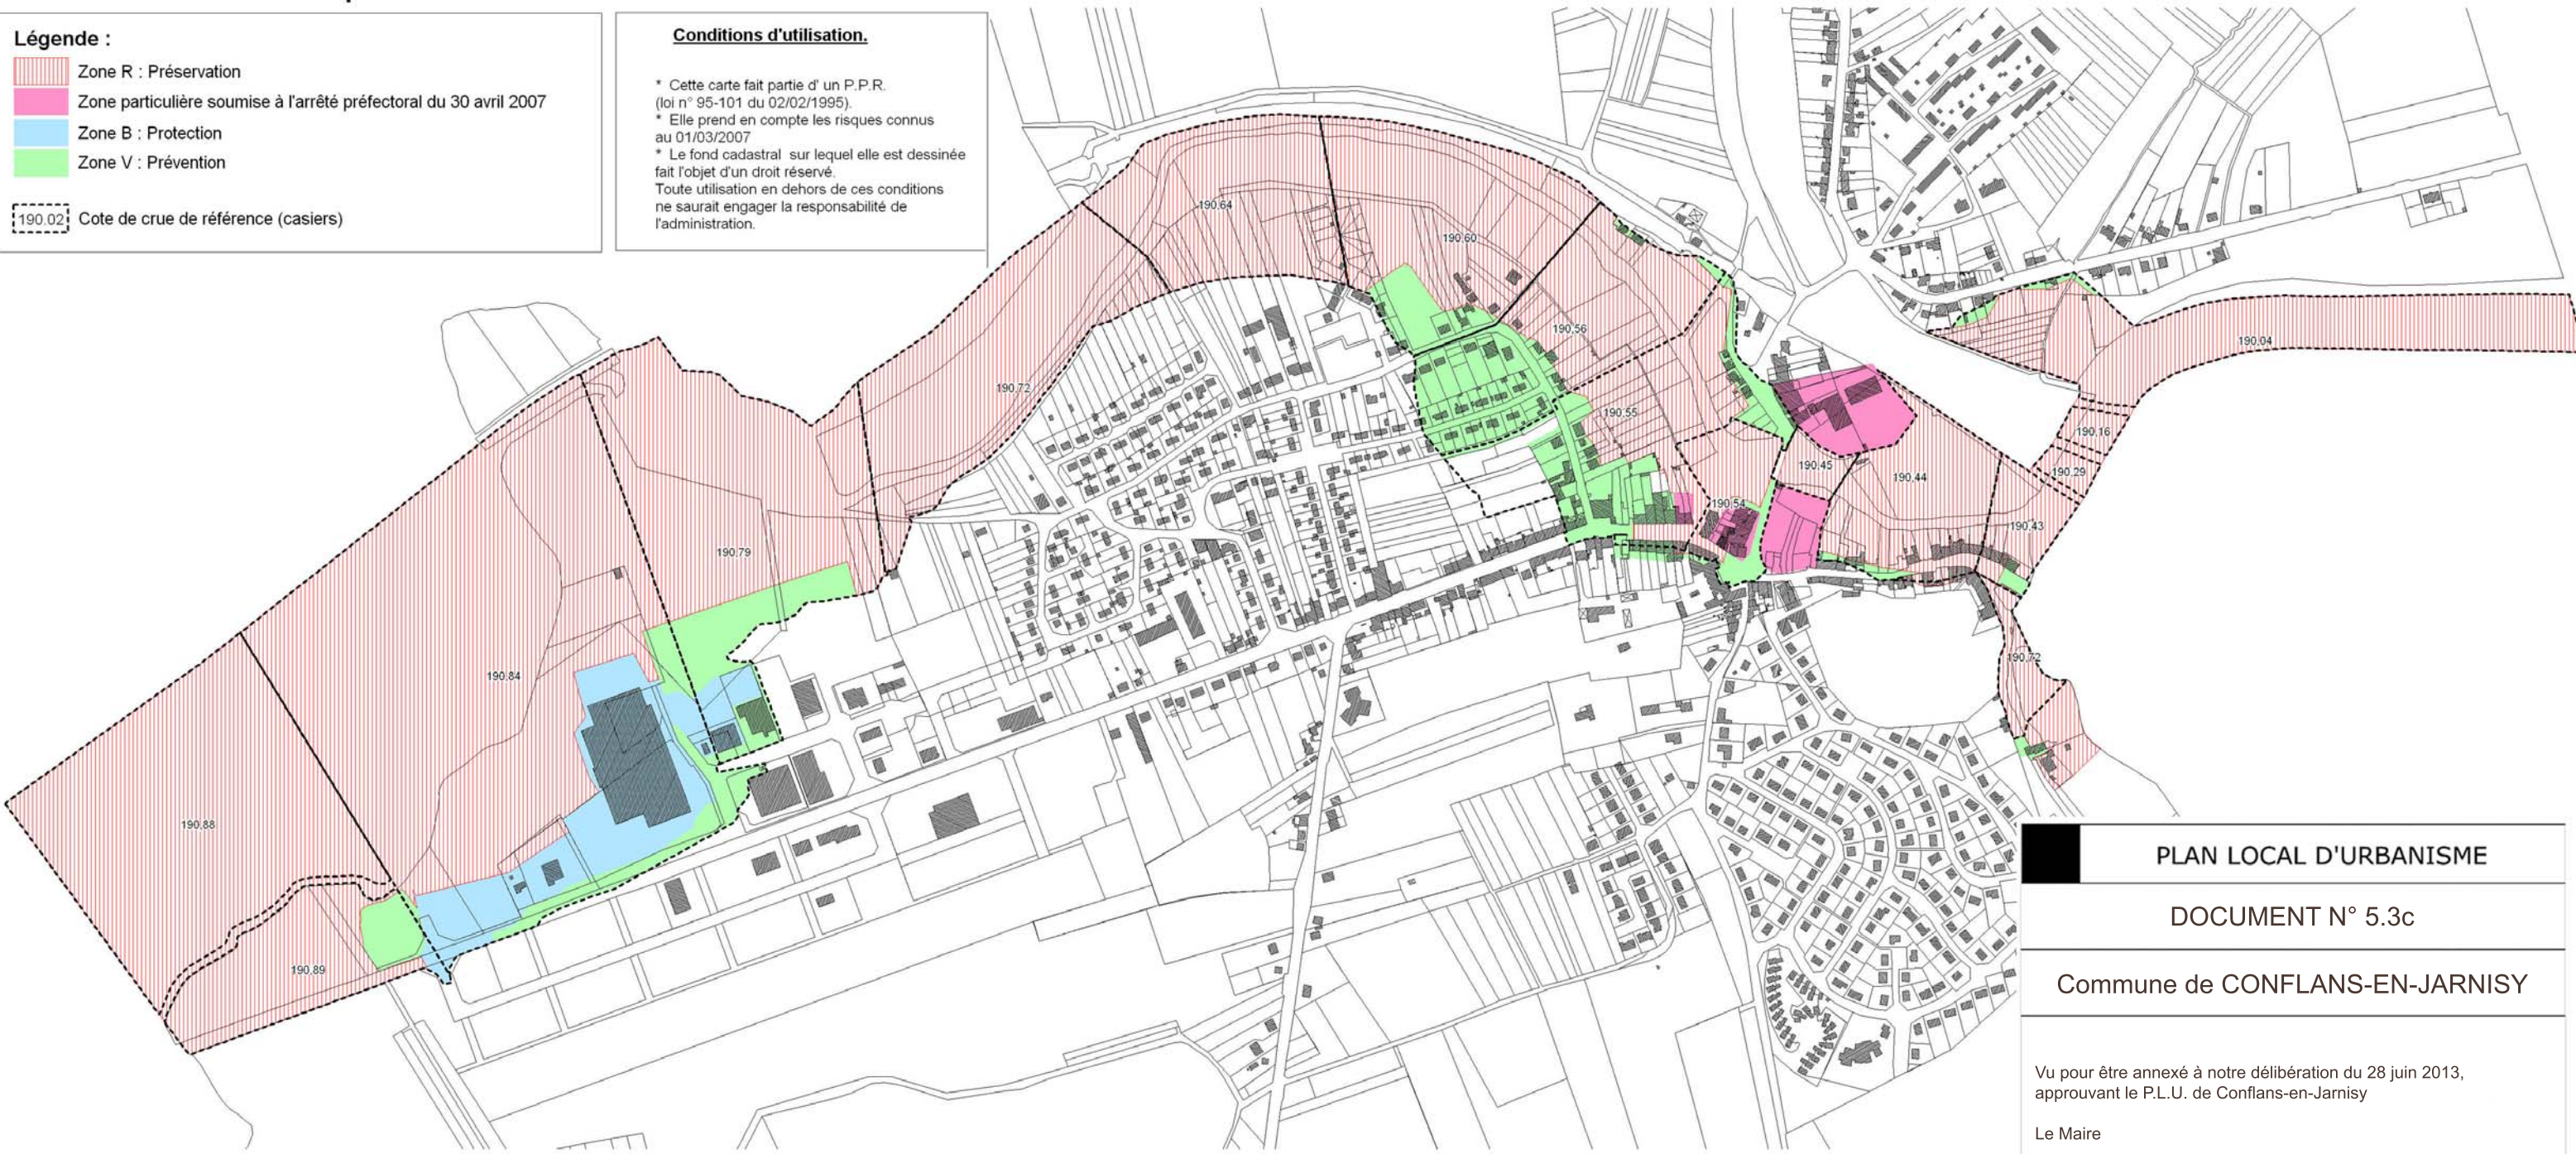 Légende :
Zone R : Préservation
Zone particulière soumise à l'arrêté préfectoral du 30 avril 2007
Zone B : Protection
Zone V : Prévention
190.02 Cote de crue de référence (casiers)
Conditions d'utilisation.
* Cette carte fait partie d' un P.P.R.
(loi n° 95-101 du 02/02/1995).
* Elle prend en compte les risques connus
au 01/03/2007
* Le fond cadastral sur lequel elle est dessinée
fait l'objet d'un droit réservé.
Toute utilisation en dehors de ces conditions
ne saurait engager la responsabilité de
l'administration.
190,64
190,60
190,56
190,04
190,72
190,55
190,16
190,45
190,29
190,44
190,54
190,43
190,79
190,72
190,84
190,88
190,89
PLAN LOCAL D'URBANISME
DOCUMENT N° 5.3c
Commune de CONFLANS-EN-JARNISY
Vu pour être annexé à notre délibération du 28 juin 2013,
approuvant le P.L.U. de Conflans-en-Jarnisy
Le Maire